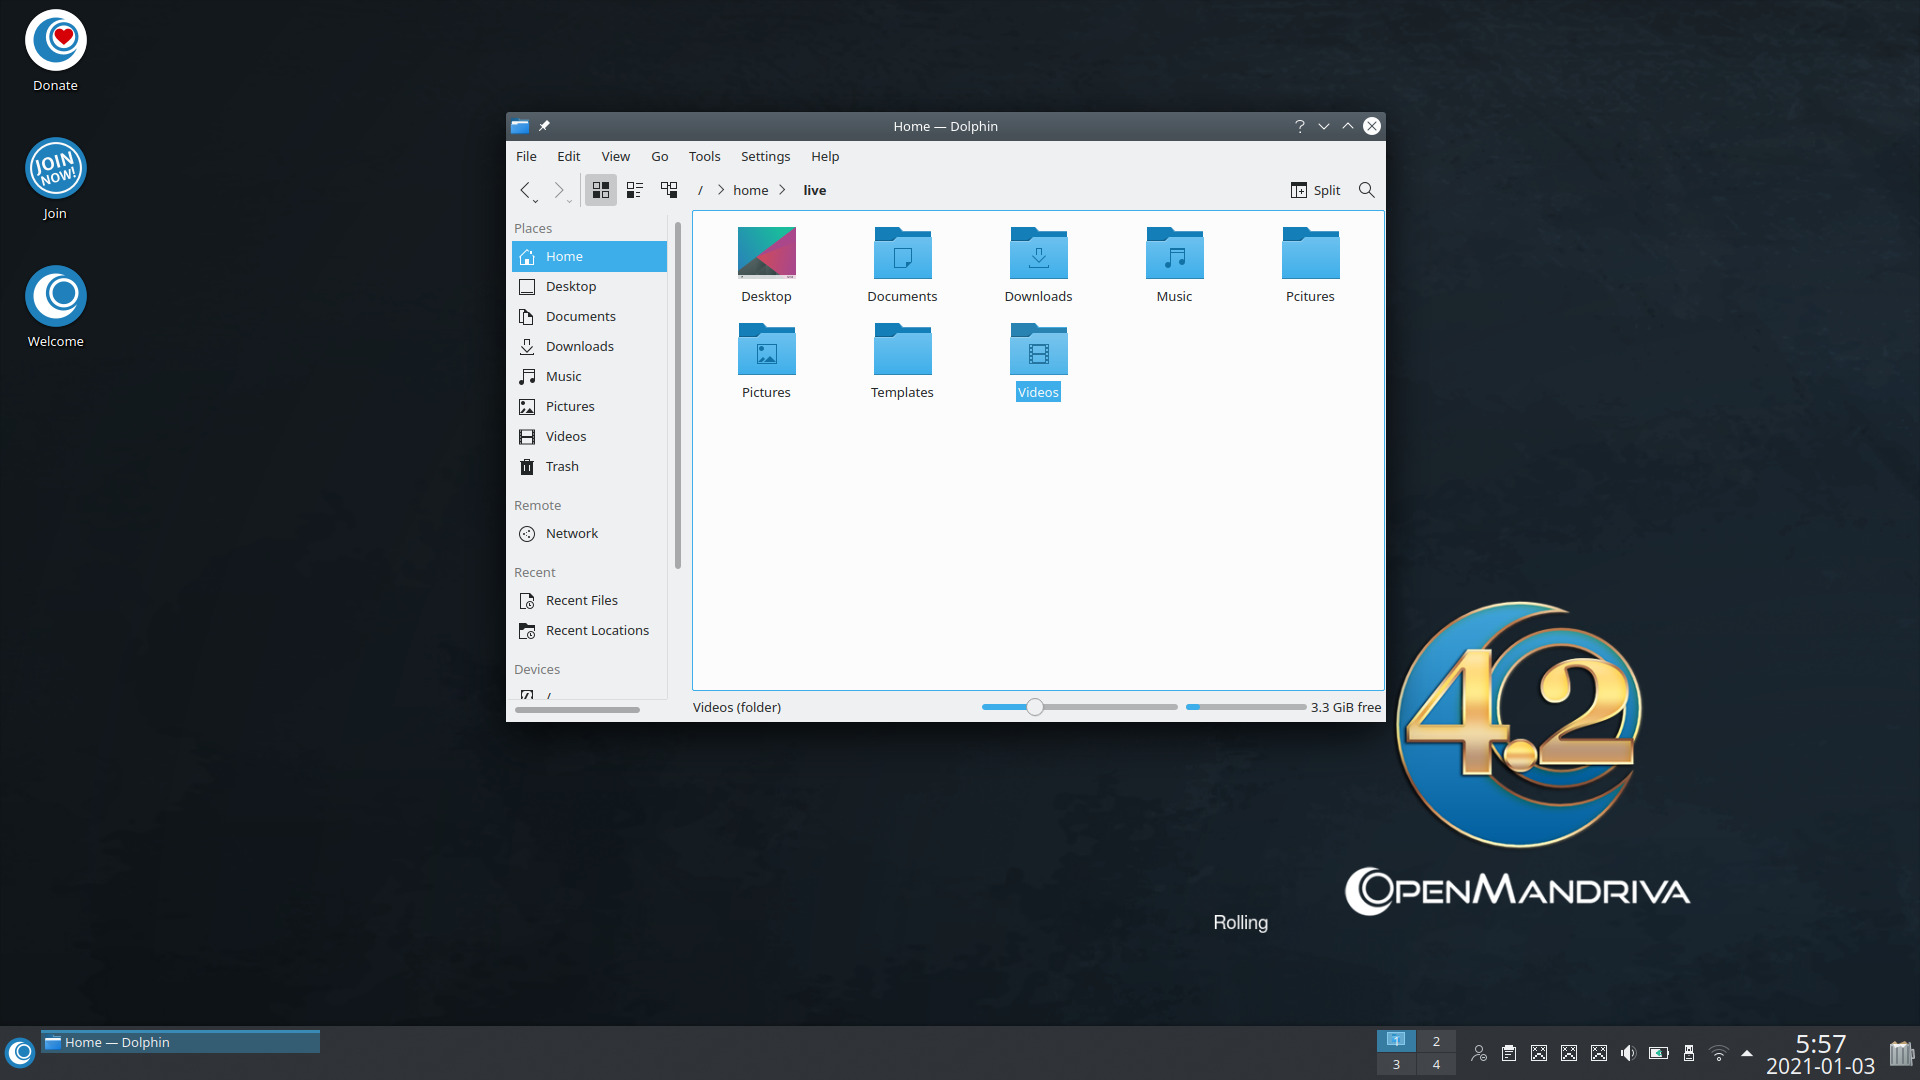 Donate
JOIN NOW!
Join
Welcome
Home — Dolphin
File Edit View Go Tools Settings Help
/ home live
Split
Places
Home
Desktop
Documents
Downloads
Music
Pictures
Videos
Trash
Remote
Network
Recent
Recent Files
Recent Locations
Devices
/
Desktop Documents Downloads Music Pcitures
Pictures Templates Videos
Videos (folder)
3.3 GiB free
4.2
OPENMANDRIVA
Rolling
Home — Dolphin
1 2
3 4
5:57
2021-01-03